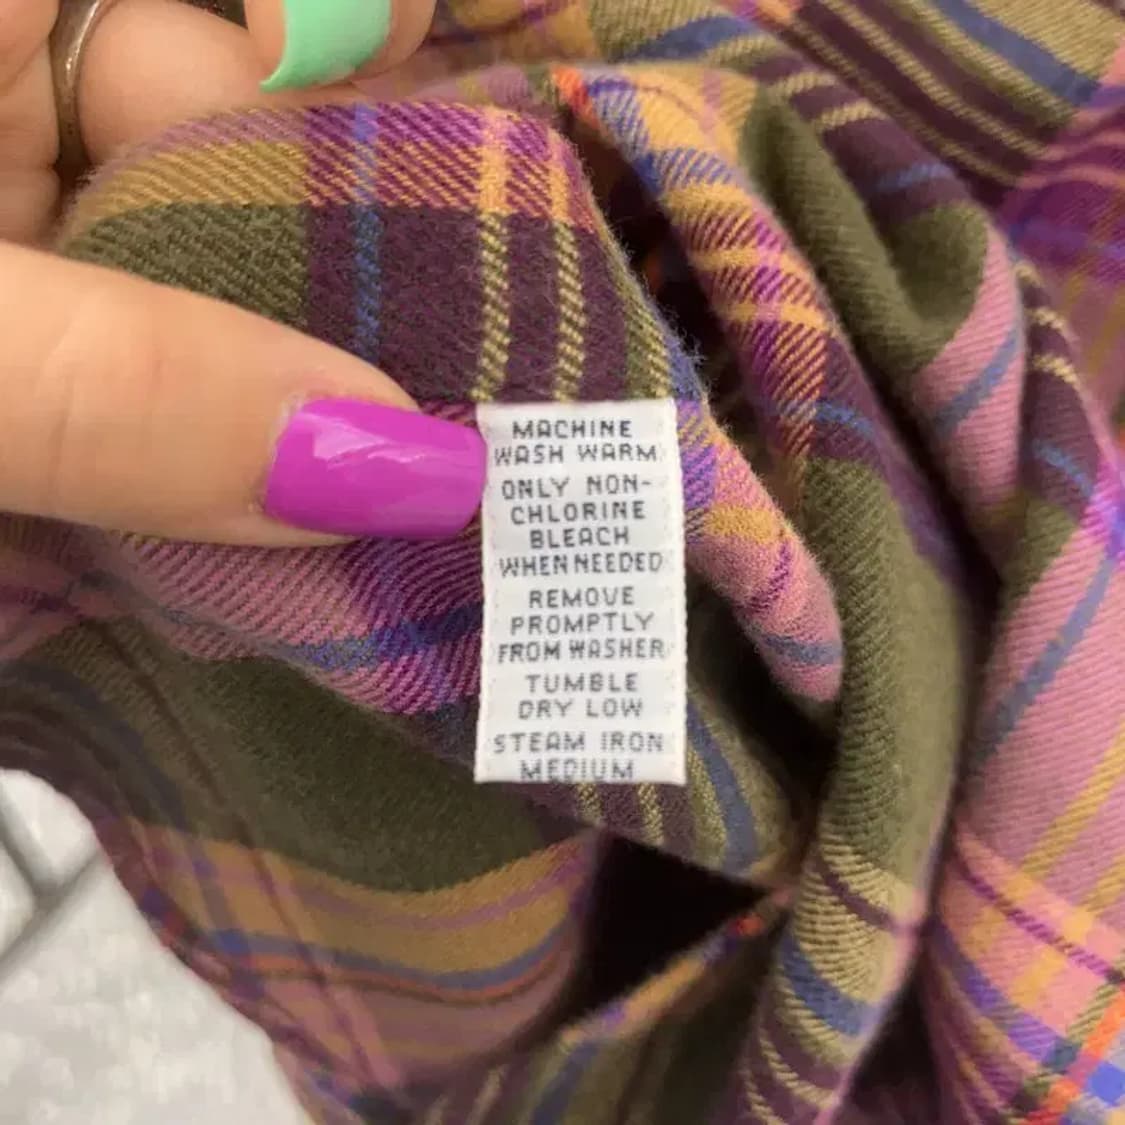 MACHINE
WASH WARM
ONLY NON-
CHLORINE
BLEACH
WHEN NEEDED
REMOVE
PROMPTLY
FROM WASHER
TUMBLE
DRY LOW
STEAM IRON
MEDIUM